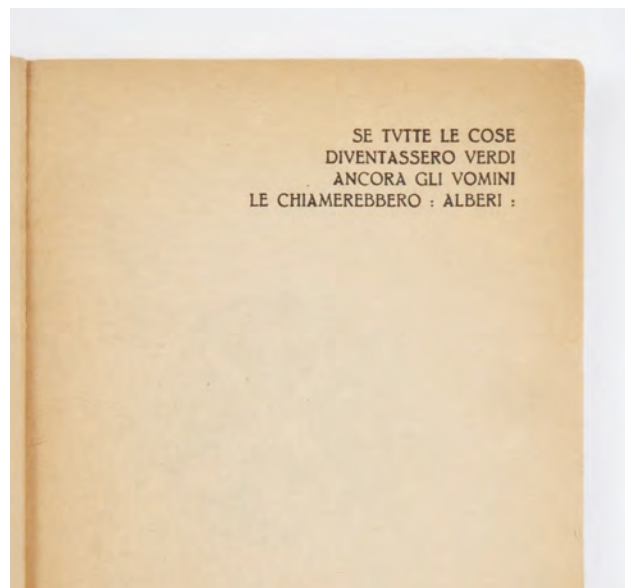 SE TVTTE LE COSE
DIVENTASSERO VERDI
ANCORA GLI VOMINI
LE CHIAMEREBBERO : ALBERI :